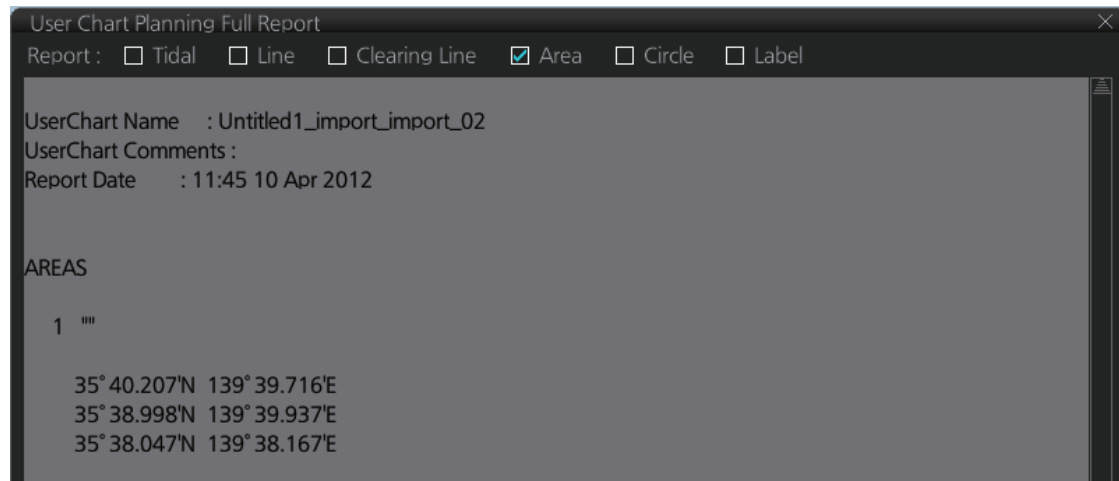 User Chart Planning Full Report
Report : Tidal Line Clearing Line Area Circle Label
UserChart Name : Untitled1_import_import_02
UserChart Comments :
Report Date : 11:45 10 Apr 2012
AREAS
1 ""
35°40.207'N 139°39.716'E
35°38.998'N 139°39.937'E
35°38.047'N 139°38.167'E